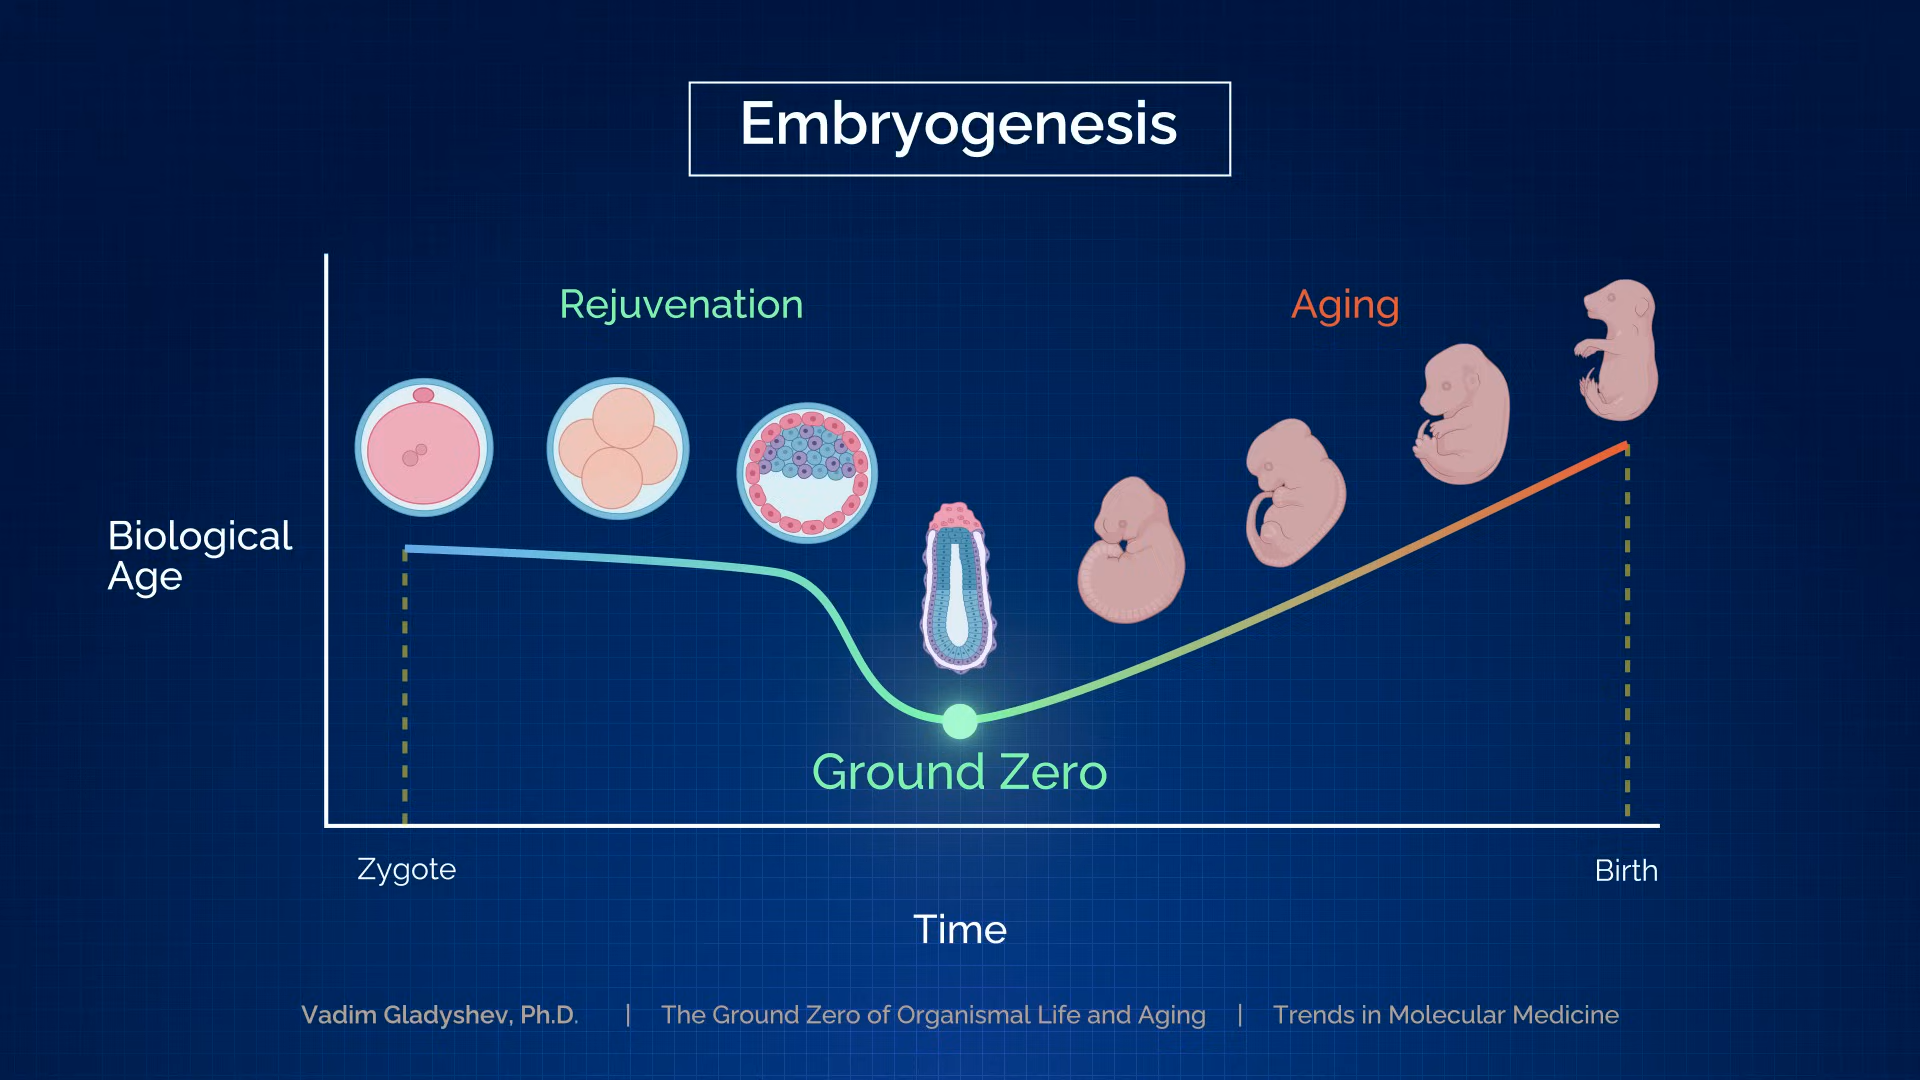 Embryogenesis
Rejuvenation
Aging
Biological
Age
Ground Zero
Zygote
Birth
Time
Vadim Gladyshev, Ph.D. | The Ground Zero of Organismal Life and Aging | Trends in Molecular Medicine